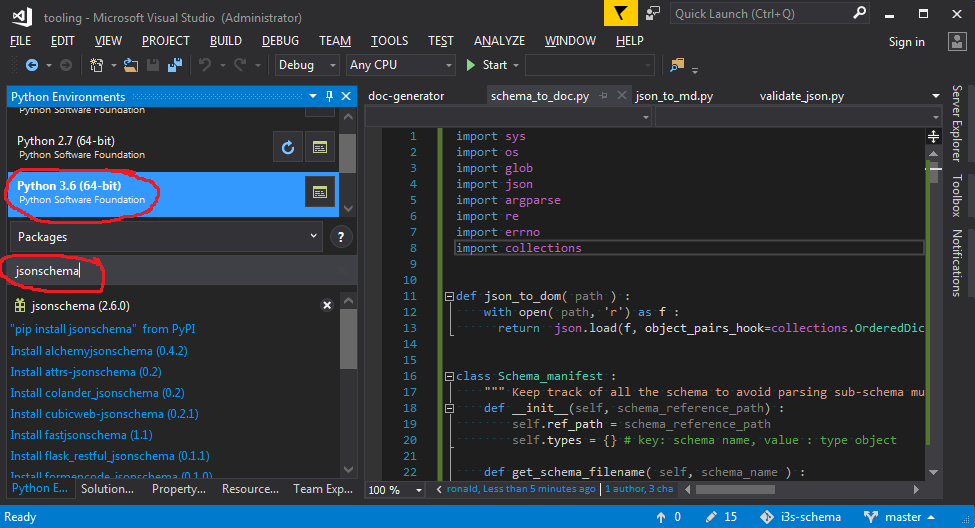 tooling - Microsoft Visual Studio (Administrator)
Quick Launch (Ctrl+Q)
FILE EDIT VIEW PROJECT BUILD DEBUG TEAM TOOLS TEST ANALYZE WINDOW HELP
Sign in
Debug Any CPU Start
Python Environments
Python Software Foundation
Python 2.7 (64-bit)
Python Software Foundation
Python 3.6 (64-bit)
Python Software Foundation
Packages
?
jsonschema
jsonschema (2.6.0)
"pip install jsonschema" from PyPI
Install alchemyjsonschema (0.4.2)
Install attrs-jsonschema (0.2)
Install colander_jsonschema (0.2)
Install cubicweb-jsonschema (0.2.1)
Install fastjsonschema (1.1)
Install flask_restful_jsonschema (0.1.1)
Install formencode_jsonschema (0.1.0)
Python E... Solution... Property... Resource... Team Exp...
doc-generator schema_to_doc.py json_to_md.py validate_json.py
1 import sys
2 import os
3 import glob
4 import json
5 import argparse
6 import re
7 import errno
8 import collections
9
10
11 def json_to_dom( path ) :
12 with open( path, 'r') as f :
13 return json.load(f, object_pairs_hook=collections.OrderedDic
14
15
16 class Schema_manifest :
17 """ Keep track of all the schema to avoid parsing sub-schema mu
18 def __init__(self, schema_reference_path) :
19 self.ref_path = schema_reference_path
20 self.types = {} # key: schema name, value : type object
21
22 def get_schema_filename( self, schema_name ) :
100 %
ronald, Less than 5 minutes ago | 1 author, 3 cha
Server Explorer
Toolbox
Notifications
Ready
0 15 i3s-schema master